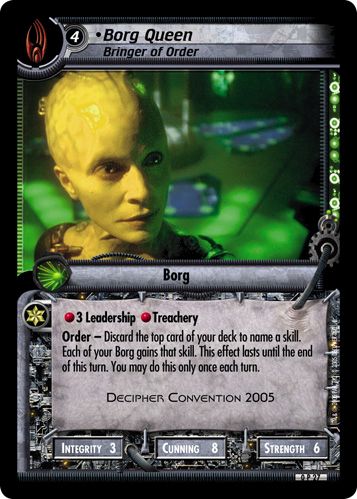 4
•Borg Queen
Bringer of Order
Borg
3 Leadership Treachery
Order – Discard the top card of your deck to name a skill.
Each of your Borg gains that skill. This effect lasts until the end
of this turn. You may do this only once each turn.
Decipher Convention 2005
Integrity 3 Cunning 8 Strength 6
0 P 27